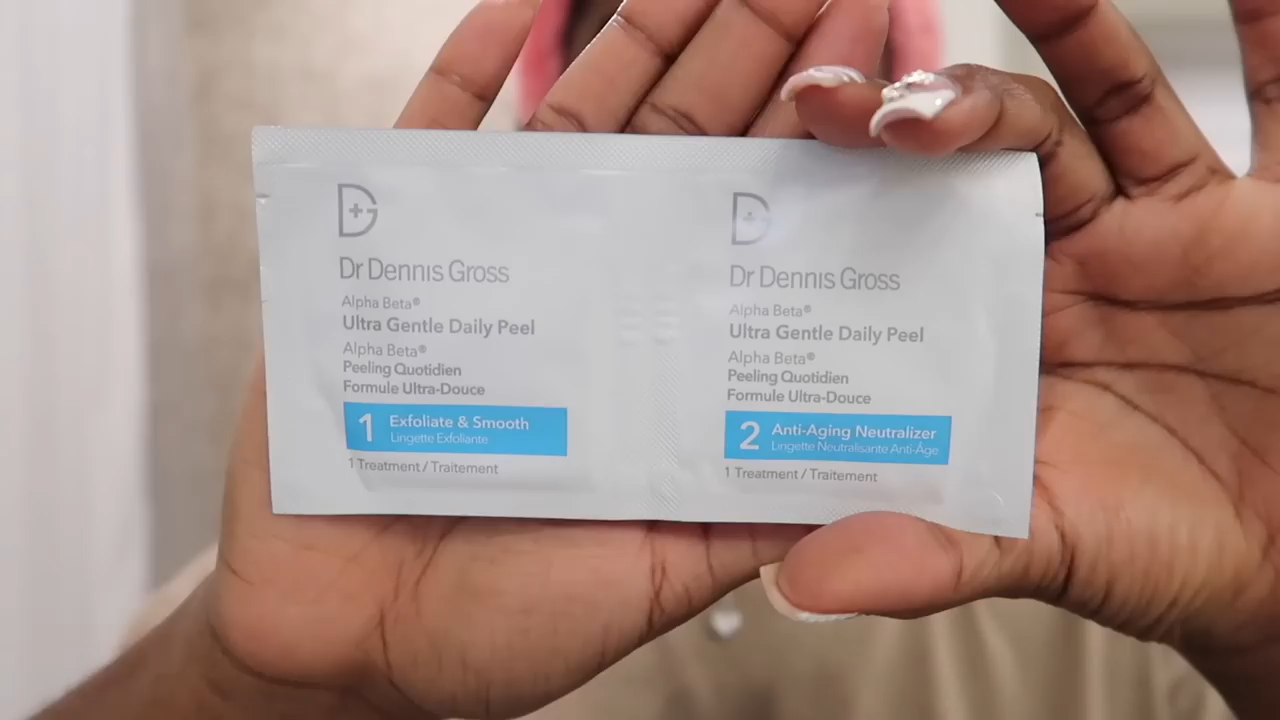 Dr Dennis Gross
Alpha Beta®
Ultra Gentle Daily Peel
Alpha Beta®
Peeling Quotidien
Formule Ultra-Douce
1 Exfoliate & Smooth
Lingette Exfoliante
1 Treatment / Traitement
Dr Dennis Gross
Alpha Beta®
Ultra Gentle Daily Peel
Alpha Beta®
Peeling Quotidien
Formule Ultra-Douce
2 Anti-Aging Neutralizer
Lingette Neutralisante Anti-Âge
1 Treatment / Traitement